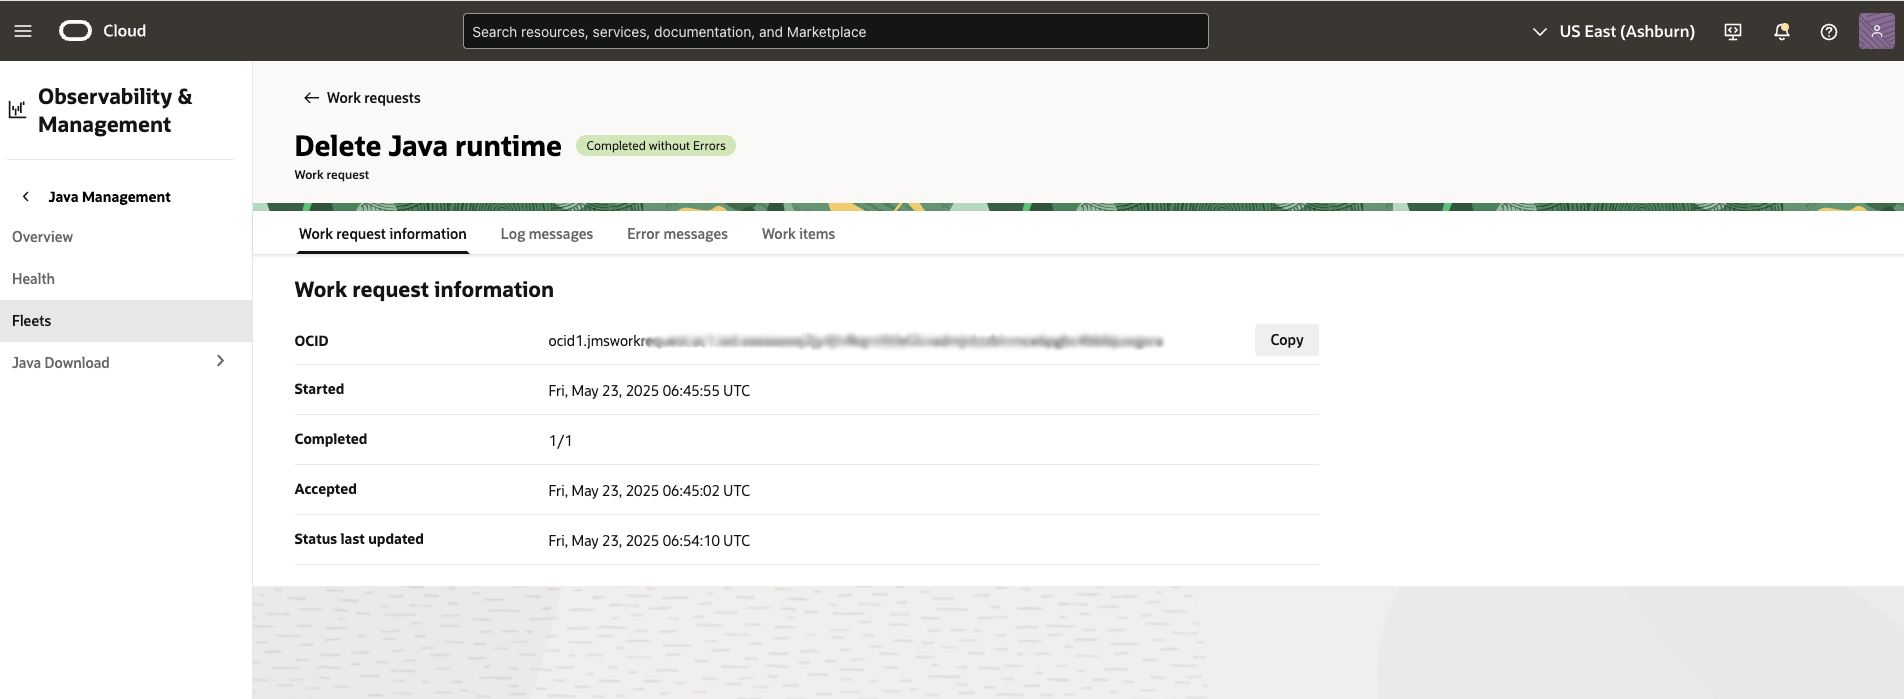 Cloud
Search resources, services, documentation, and Marketplace
US East (Ashburn)
Observability &
Management
Java Management
Overview
Health
Fleets
Java Download
Work requests
Delete Java runtime
Completed without Errors
Work request
Work request information
Log messages
Error messages
Work items
Work request information
OCID
ocid1.jmswork
Copy
Started
Fri, May 23, 2025 06:45:55 UTC
Completed
1/1
Accepted
Fri, May 23, 2025 06:45:02 UTC
Status last updated
Fri, May 23, 2025 06:54:10 UTC